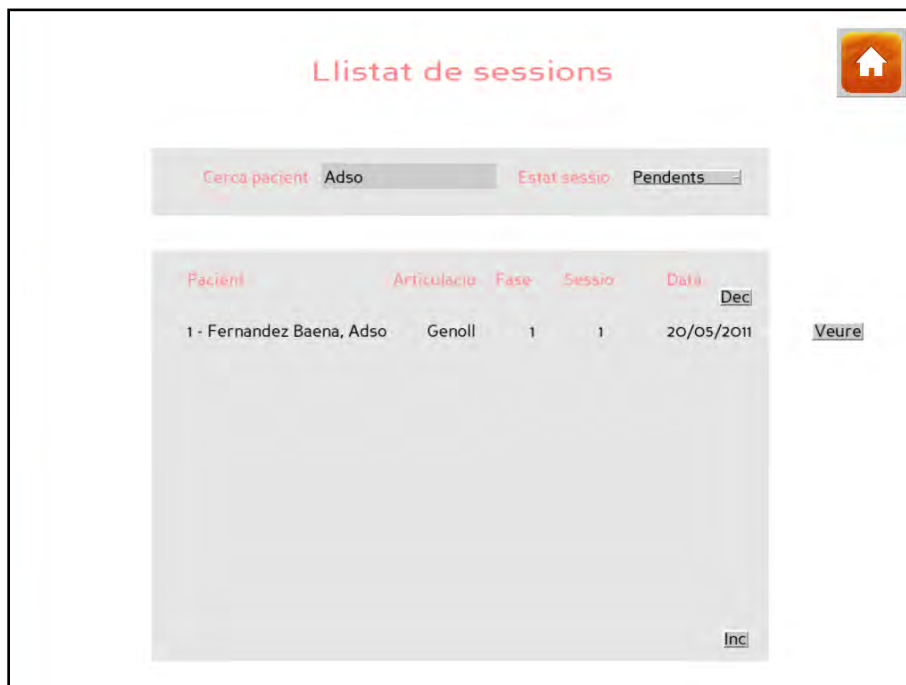 Llistat de sessions
Cerca pacient Adso Estat sessio Pendents
Pacient Articulacio Fase Sessio Data
Dec
1 - Fernandez Baena, Adso Genoll 1 1 20/05/2011 Veure
Inc